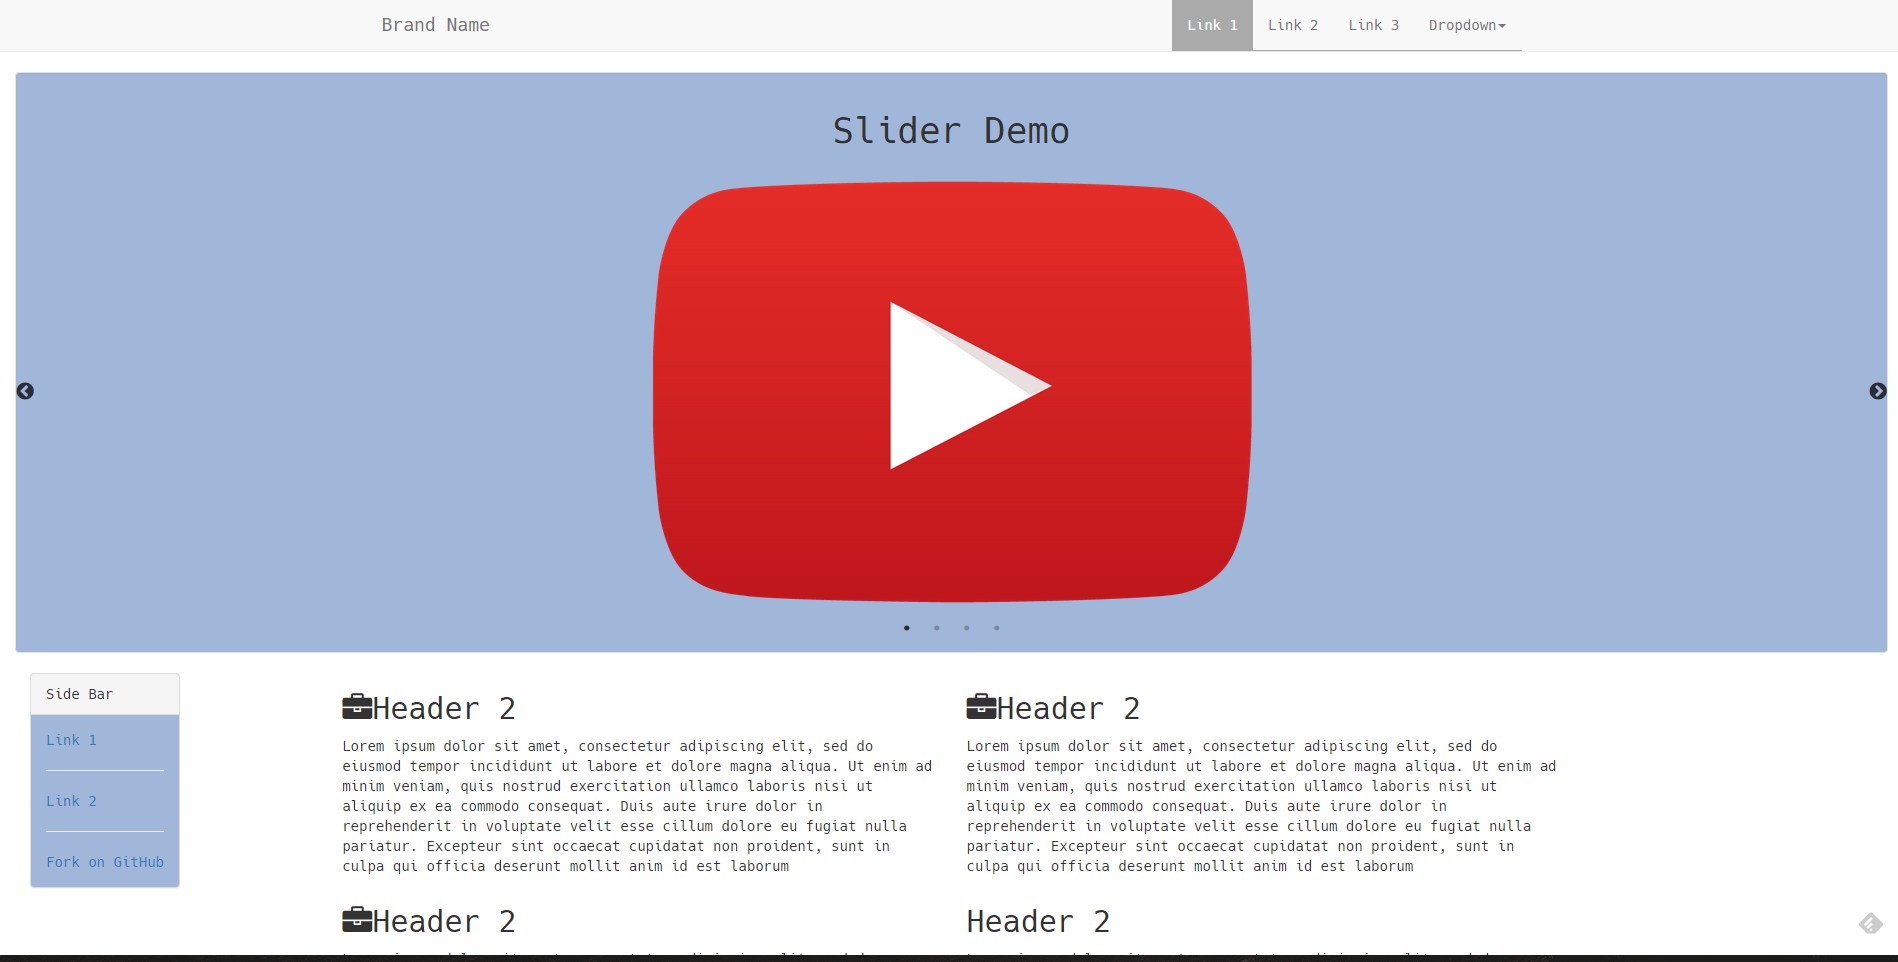 Brand Name
Link 1
Link 2
Link 3
Dropdown
Slider Demo
Side Bar
Link 1
Link 2
Fork on GitHub
Header 2
Lorem ipsum dolor sit amet, consectetur adipiscing elit, sed do
eiusmod tempor incididunt ut labore et dolore magna aliqua. Ut enim ad
minim veniam, quis nostrud exercitation ullamco laboris nisi ut
aliquip ex ea commodo consequat. Duis aute irure dolor in
reprehenderit in voluptate velit esse cillum dolore eu fugiat nulla
pariatur. Excepteur sint occaecat cupidatat non proident, sunt in
culpa qui officia deserunt mollit anim id est laborum
Header 2
Lorem ipsum dolor sit amet, consectetur adipiscing elit, sed do
eiusmod tempor incididunt ut labore et dolore magna aliqua. Ut enim ad
minim veniam, quis nostrud exercitation ullamco laboris nisi ut
aliquip ex ea commodo consequat. Duis aute irure dolor in
reprehenderit in voluptate velit esse cillum dolore eu fugiat nulla
pariatur. Excepteur sint occaecat cupidatat non proident, sunt in
culpa qui officia deserunt mollit anim id est laborum
Header 2
Header 2